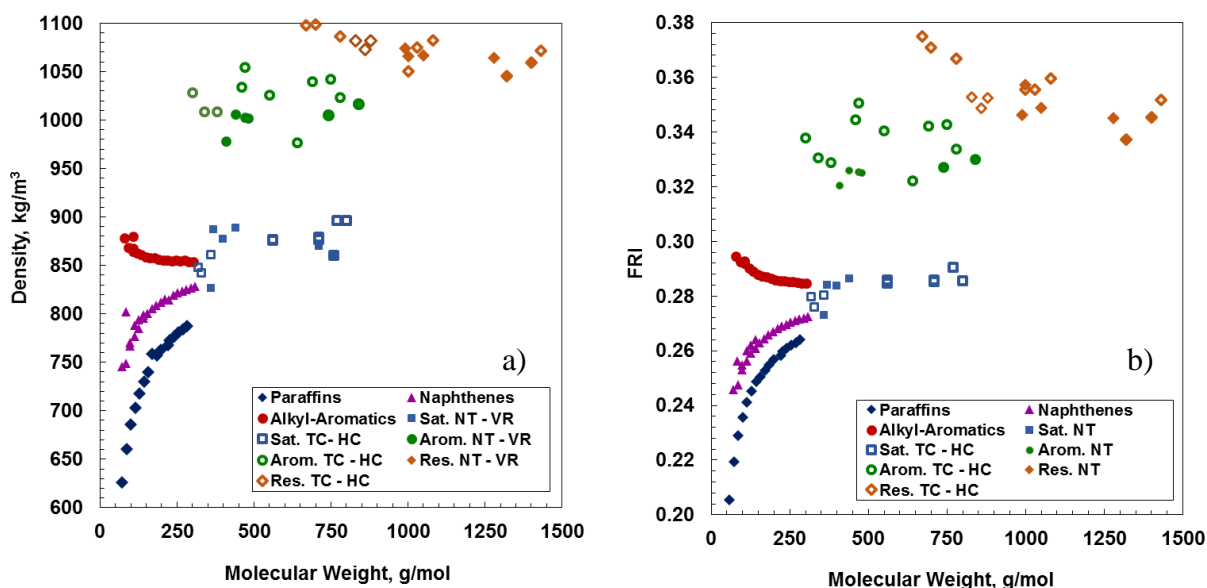 1100
1050
1000
950
900
850
800
750
700
650
600
Density, kg/m³
a)
Paraffins
Naphthenes
Alkyl-Aromatics
Sat. NT - VR
Sat. TC- HC
Arom. NT - VR
Arom. TC - HC
Res. NT - VR
Res. TC - HC
0 250 500 750 1000 1250 1500
Molecular Weight, g/mol
0.38
0.36
0.34
0.32
0.30
0.28
0.26
0.24
0.22
0.20
FRI
b)
Paraffins
Naphthenes
Alkyl-Aromatics
Sat. NT
Sat. TC - HC
Arom. NT
Arom. TC - HC
Res. NT
Res. TC - HC
0 250 500 750 1000 1250 1500
Molecular Weight, g/mol